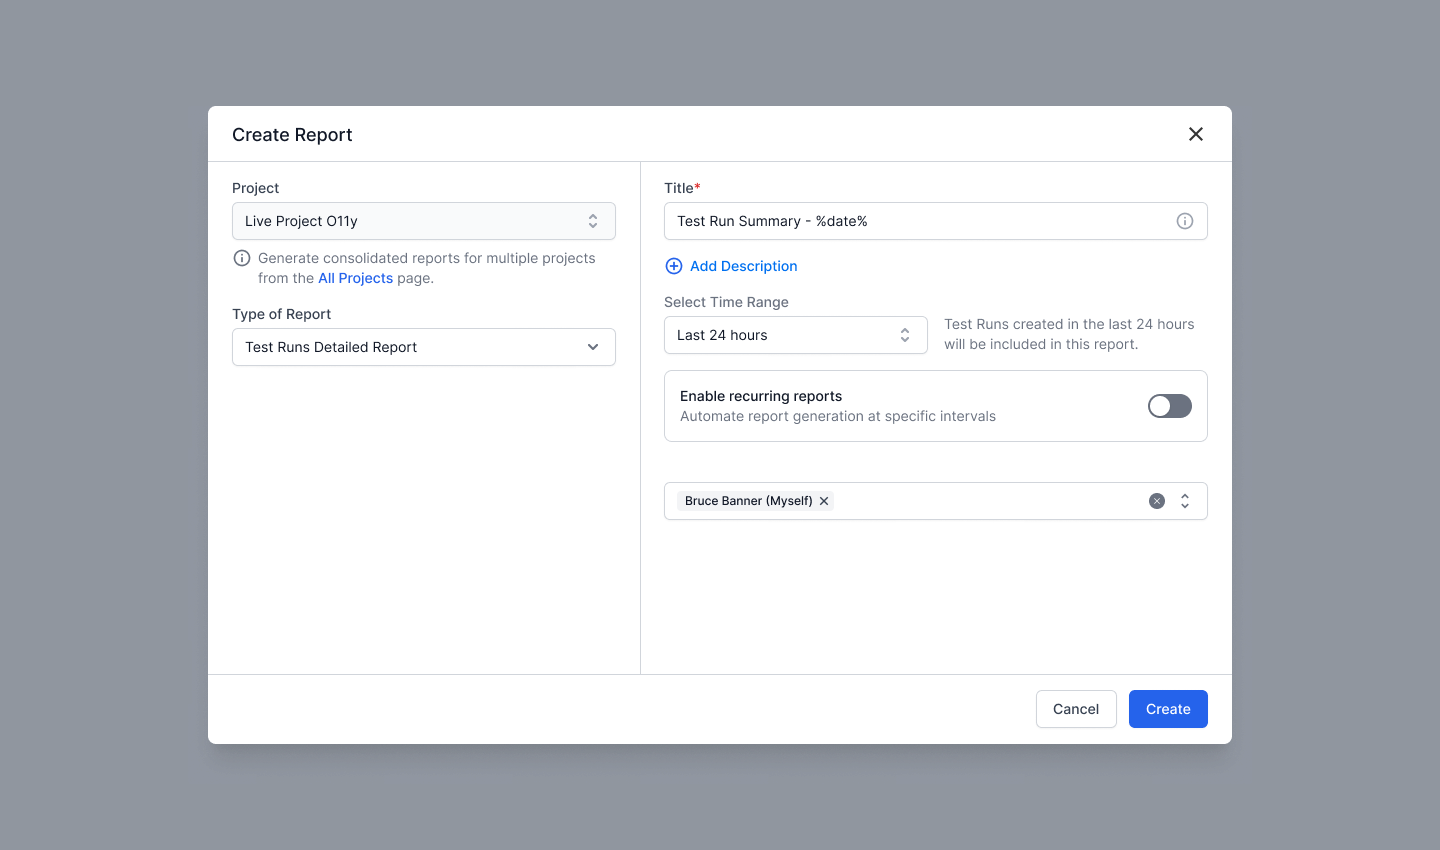 Create Report
Project
Live Project O11y
Generate consolidated reports for multiple projects
from the All Projects page.
Type of Report
Test Runs Detailed Report
Title*
Test Run Summary - %date%
Add Description
Select Time Range
Last 24 hours
Test Runs created in the last 24 hours
will be included in this report.
Enable recurring reports
Automate report generation at specific intervals
Bruce Banner (Myself)
Cancel
Create